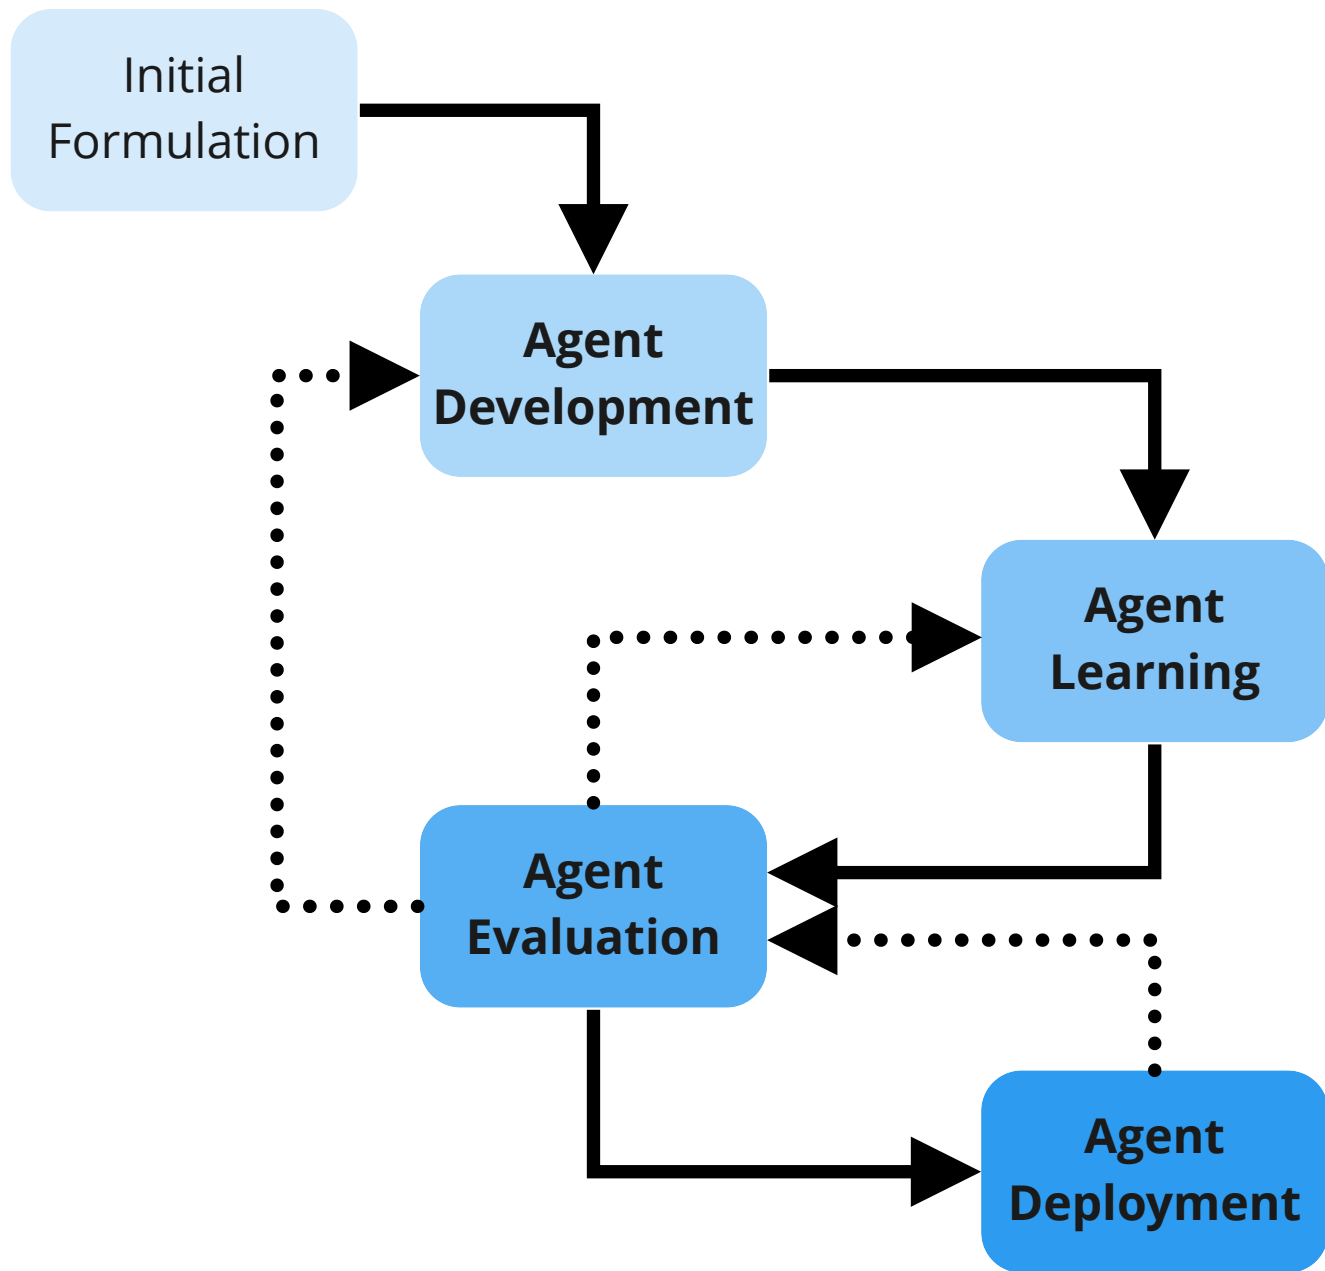 Initial
Formulation
Agent
Development
Agent
Learning
Agent
Evaluation
Agent
Deployment